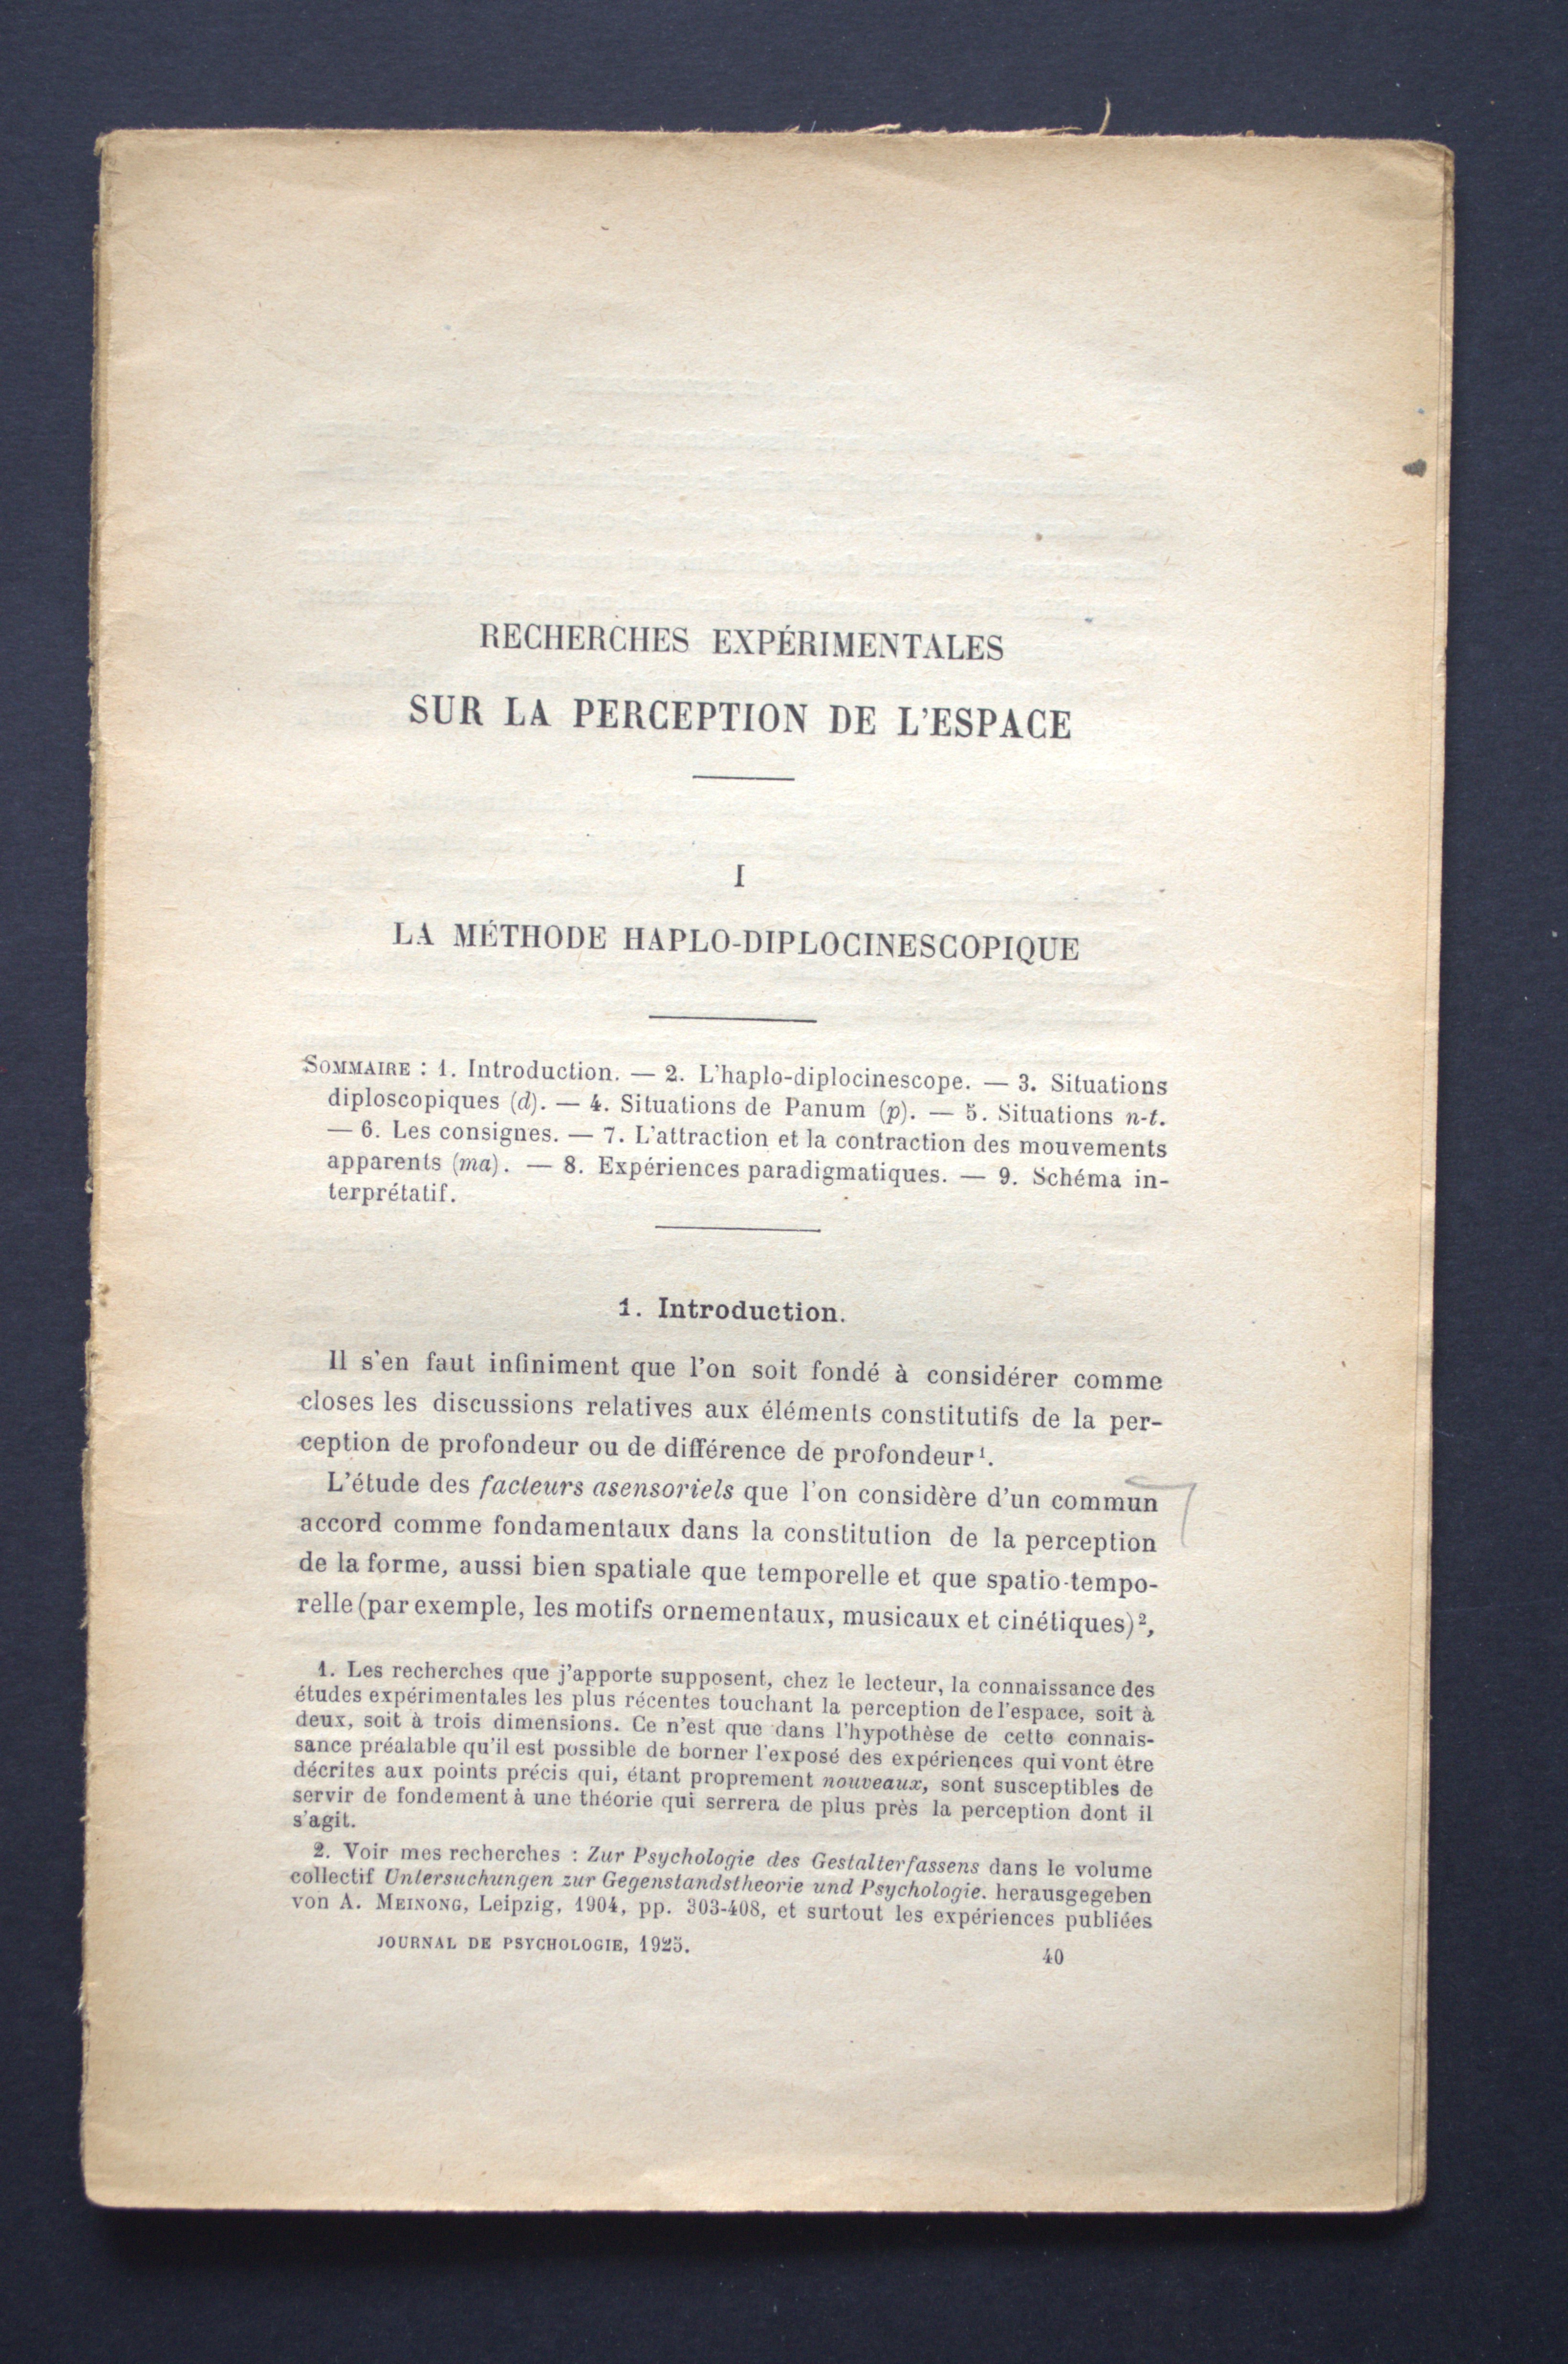 RECHERCHES EXPÉRIMENTALES
SUR LA PERCEPTION DE L'ESPACE
I
LA MÉTHODE HAPLO-DIPLOCINESCOPIQUE
SOMMAIRE : 1. Introduction. — 2. L'haplo-diplocinescope. — 3. Situations
diploscopiques (d). — 4. Situations de Panum (p). — 5. Situations n-t.
— 6. Les consignes. — 7. L'attraction et la contraction des mouvements
apparents (ma). — 8. Expériences paradigmatiques. — 9. Schéma in-
terprétatif.
1. Introduction.
Il s'en faut infiniment que l'on soit fondé à considérer comme
closes les discussions relatives aux éléments constitutifs de la per-
ception de profondeur ou de différence de profondeur¹.
L'étude des facteurs asensoriels que l'on considère d'un commun
accord comme fondamentaux dans la constitution de la perception
de la forme, aussi bien spatiale que temporelle et que spatio-tempo-
relle (par exemple, les motifs ornementaux, musicaux et cinétiques)²,
1. Les recherches que j'apporte supposent, chez le lecteur, la connaissance des
études expérimentales les plus récentes touchant la perception de l'espace, soit à
deux, soit à trois dimensions. Ce n'est que dans l'hypothèse de cette connais-
sance préalable qu'il est possible de borner l'exposé des expériences qui vont être
décrites aux points précis qui, étant proprement nouveaux, sont susceptibles de
servir de fondement à une théorie qui serrera de plus près la perception dont il
s'agit.
2. Voir mes recherches : Zur Psychologie des Gestalterfassens dans le volume
collectif Untersuchungen zur Gegenstandstheorie und Psychologie. herausgegeben
von A. MEINONG, Leipzig, 1904, pp. 303-408, et surtout les expériences publiées
JOURNAL DE PSYCHOLOGIE, 1925.
40